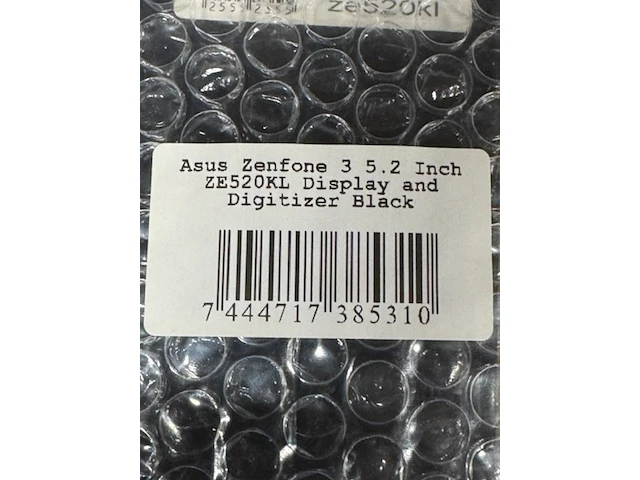 ze520kl
Asus Zenfone 3 5.2 Inch
ZE520KL Display and
Digitizer Black
7 444717 385310